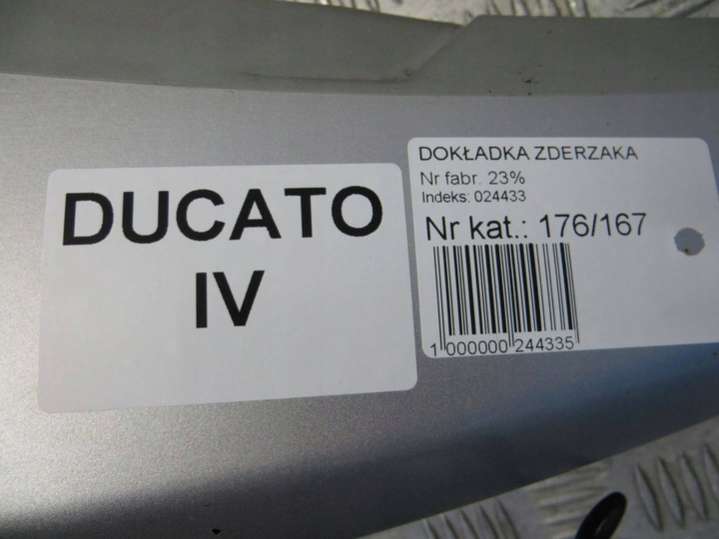 DUCATO
IV
DOKŁADKA ZDERZAKA
Nr fabr. 23%
Indeks: 024433
Nr kat.: 176/167
1 000000 244335